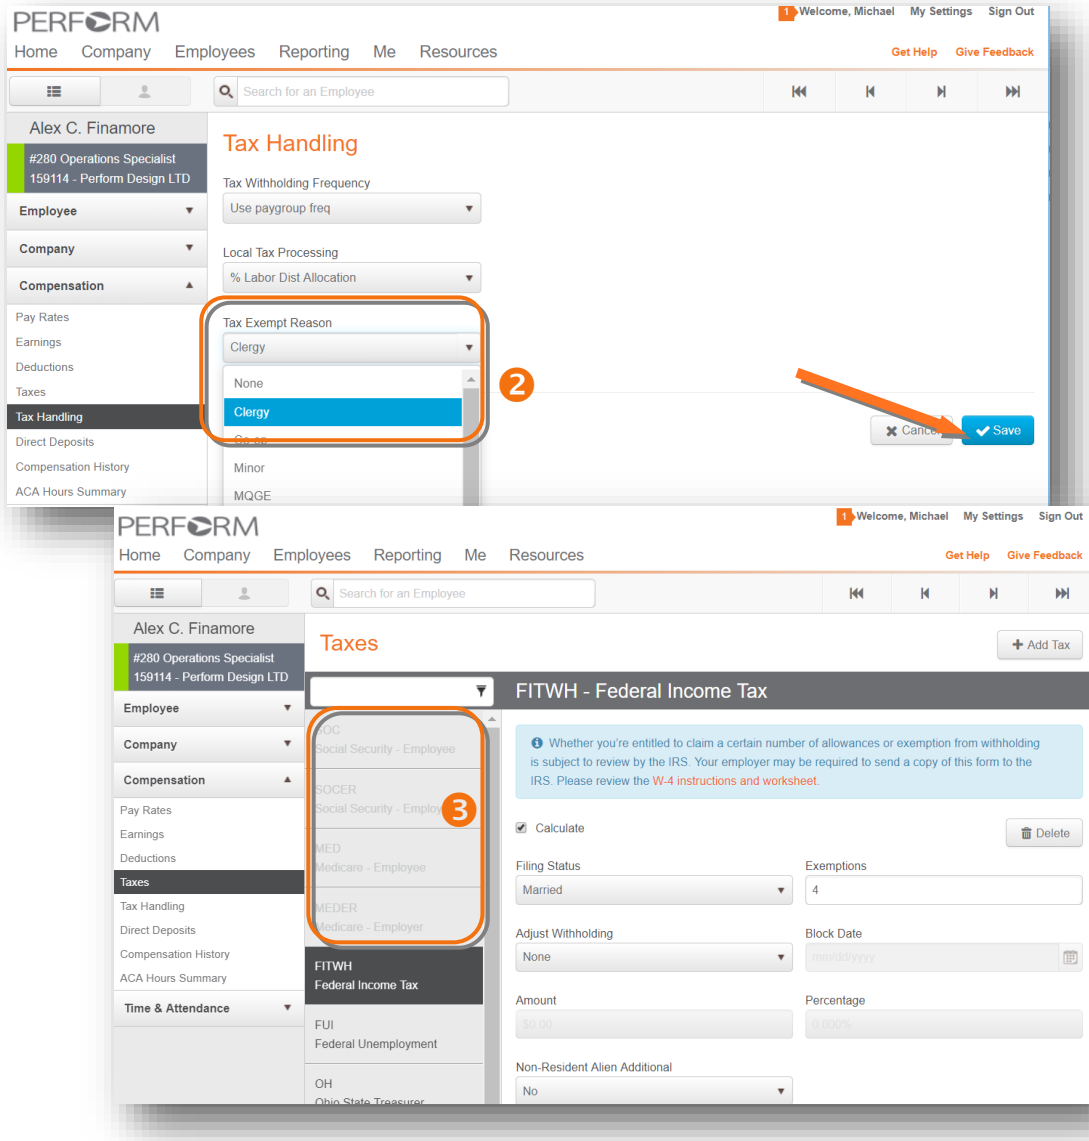 PERFORM
1 Welcome, Michael My Settings Sign Out
Home Company Employees Reporting Me Resources
Get Help Give Feedback
Search for an Employee
Alex C. Finamore
#280 Operations Specialist
159114 - Perform Design LTD
Employee
Company
Compensation
Pay Rates
Earnings
Deductions
Taxes
Tax Handling
Direct Deposits
Compensation History
ACA Hours Summary
Tax Handling
Tax Withholding Frequency
Use paygroup freq
Local Tax Processing
% Labor Dist Allocation
Tax Exempt Reason
Clergy
None
Clergy
Co-op
Minor
MQGE
2
Cancel
Save
PERFORM
1 Welcome, Michael My Settings Sign Out
Home Company Employees Reporting Me Resources
Get Help Give Feedback
Search for an Employee
Alex C. Finamore
#280 Operations Specialist
159114 - Perform Design LTD
Employee
Company
Compensation
Pay Rates
Earnings
Deductions
Taxes
Tax Handling
Direct Deposits
Compensation History
ACA Hours Summary
Time & Attendance
Taxes
+ Add Tax
SOC
Social Security - Employee
SOCER
Social Security - Employ
3
MED
Medicare - Employee
MEDER
Medicare - Employer
FITWH
Federal Income Tax
FUI
Federal Unemployment
OH
Ohio State Treasurer
FITWH - Federal Income Tax
Whether you're entitled to claim a certain number of allowances or exemption from withholding
is subject to review by the IRS. Your employer may be required to send a copy of this form to the
IRS. Please review the W-4 instructions and worksheet.
Calculate
Delete
Filing Status
Married
Exemptions
4
Adjust Withholding
None
Block Date
mm/dd/yyyy
Amount
$0.00
Percentage
0.000%
Non-Resident Alien Additional
No